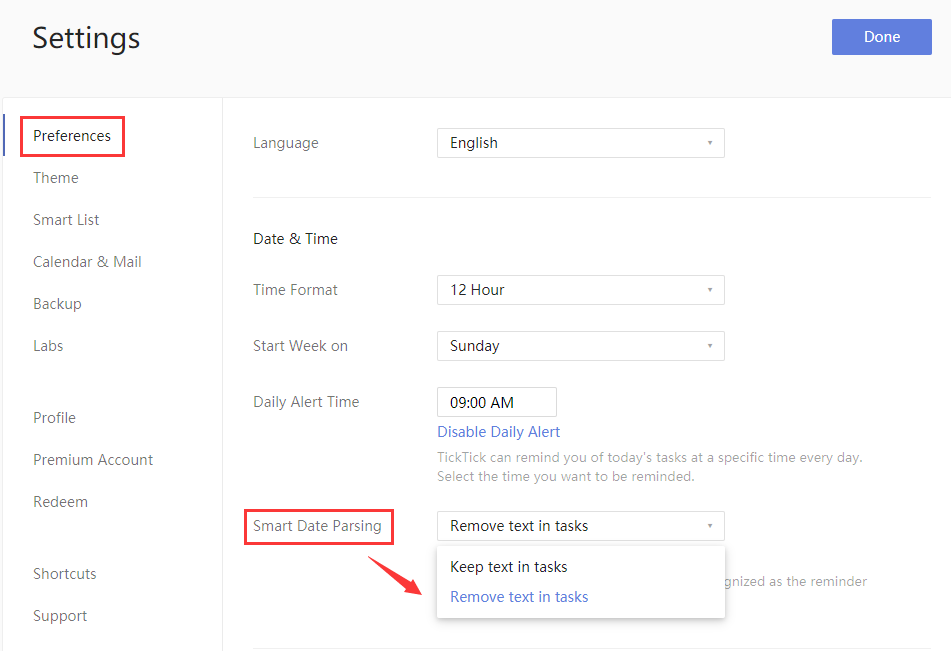 Settings
Done
Preferences
Theme
Smart List
Calendar & Mail
Backup
Labs
Profile
Premium Account
Redeem
Shortcuts
Support
Language
English
Date & Time
Time Format
12 Hour
Start Week on
Sunday
Daily Alert Time
09:00 AM
Disable Daily Alert
TickTick can remind you of today's tasks at a specific time every day.
Select the time you want to be reminded.
Smart Date Parsing
Remove text in tasks
Keep text in tasks
gnized as the reminder
Remove text in tasks